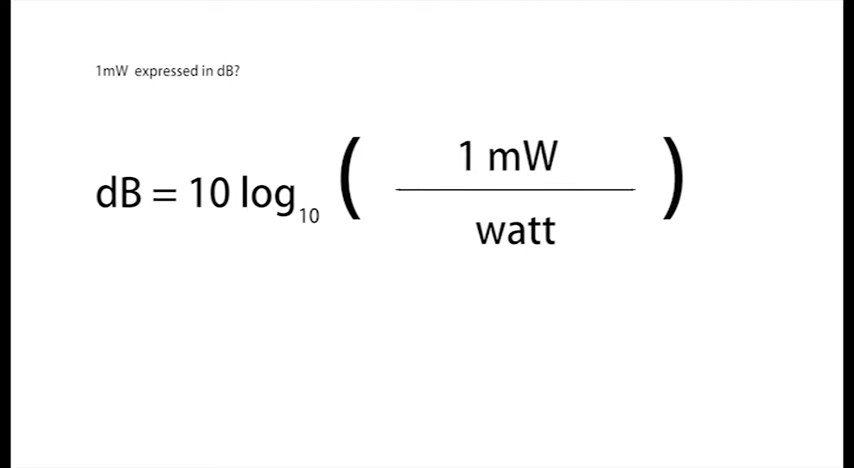 1mW expressed in dB?
dB = 10 log₁₀ ( 1 mW
watt )